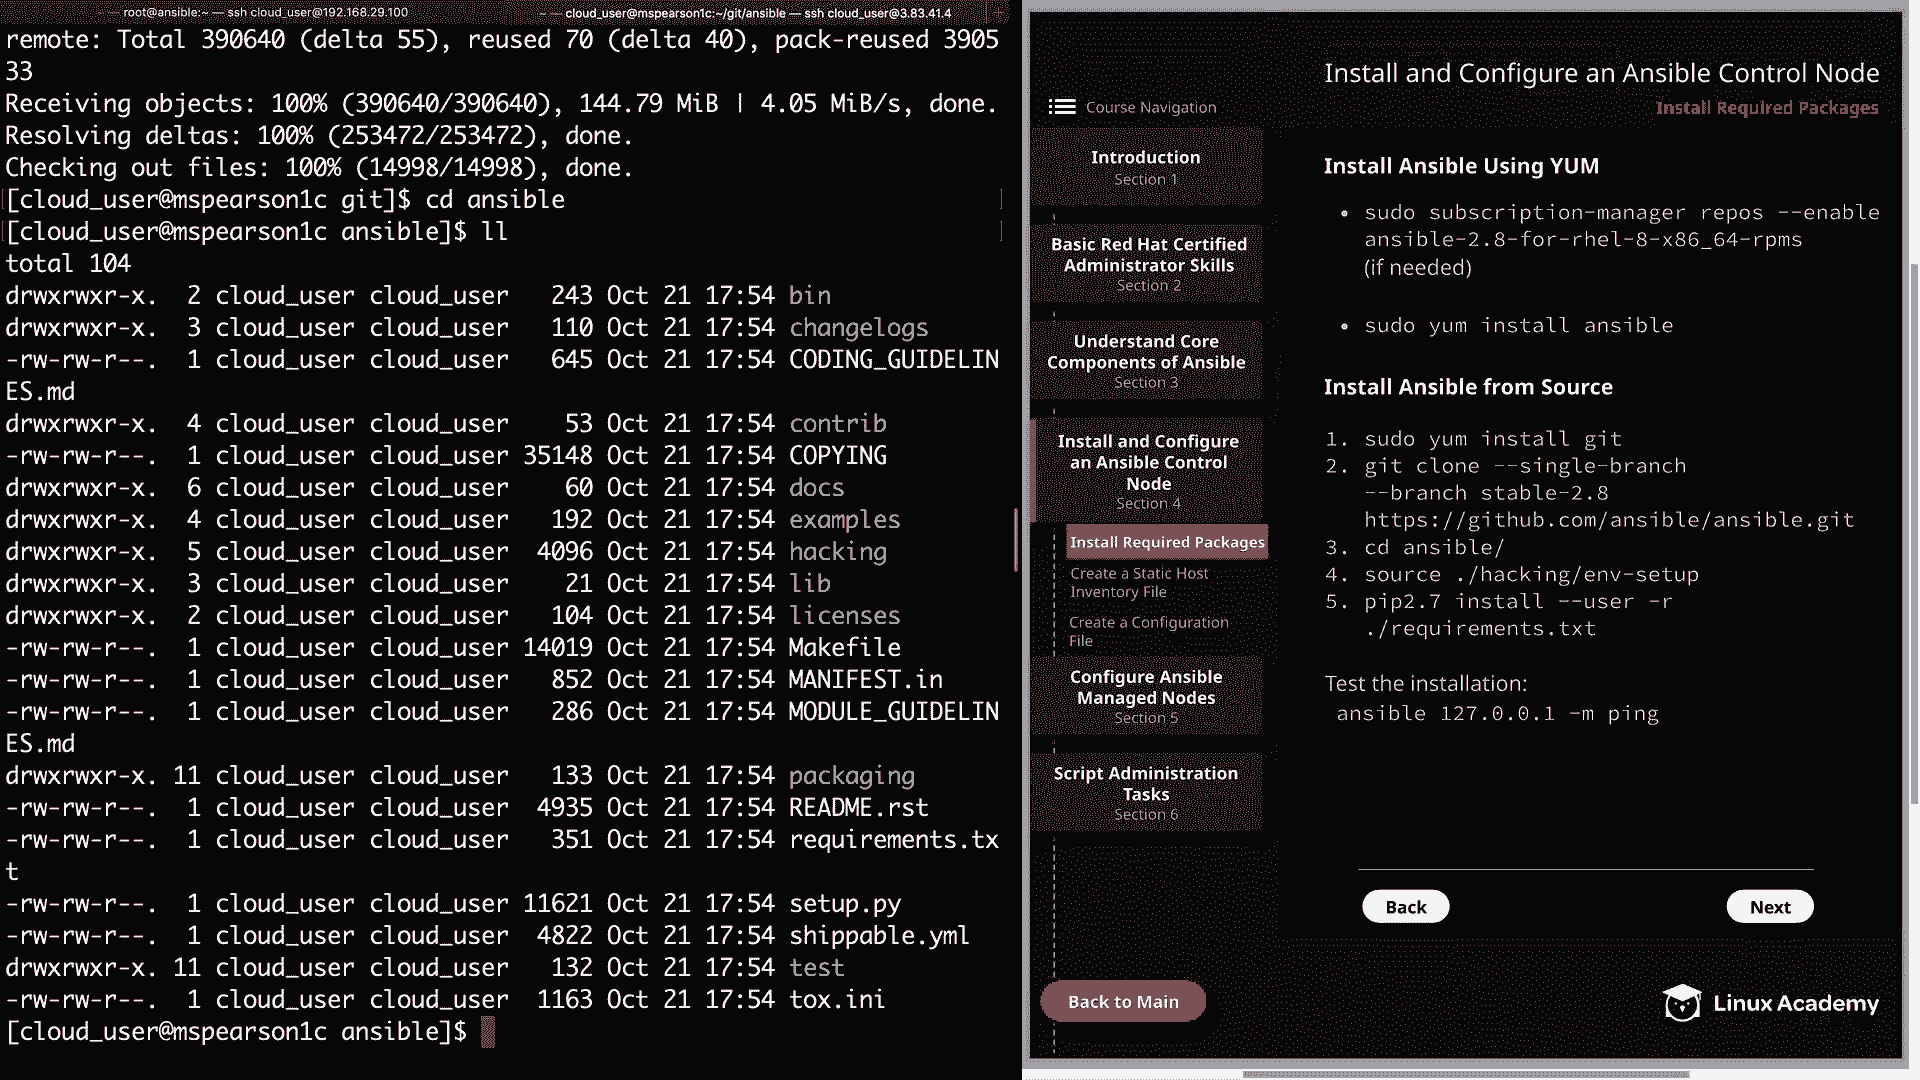 root@ansible:~ — ssh cloud_user@192.168.29.100
cloud_user@mspearson1c:~/git/ansible — ssh cloud_user@3.83.41.4
remote: Total 390640 (delta 55), reused 70 (delta 40), pack-reused 3905
33
Receiving objects: 100% (390640/390640), 144.79 MiB | 4.05 MiB/s, done.
Resolving deltas: 100% (253472/253472), done.
Checking out files: 100% (14998/14998), done.
[cloud_user@mspearson1c git]$ cd ansible
[cloud_user@mspearson1c ansible]$ ll
total 104
drwxrwxr-x.  2 cloud_user cloud_user   243 Oct 21 17:54 bin
drwxrwxr-x.  3 cloud_user cloud_user   110 Oct 21 17:54 changelogs
-rw-rw-r--.  1 cloud_user cloud_user   645 Oct 21 17:54 CODING_GUIDELIN
ES.md
drwxrwxr-x.  4 cloud_user cloud_user    53 Oct 21 17:54 contrib
-rw-rw-r--.  1 cloud_user cloud_user 35148 Oct 21 17:54 COPYING
drwxrwxr-x.  6 cloud_user cloud_user    60 Oct 21 17:54 docs
drwxrwxr-x.  4 cloud_user cloud_user   192 Oct 21 17:54 examples
drwxrwxr-x.  5 cloud_user cloud_user  4096 Oct 21 17:54 hacking
drwxrwxr-x.  3 cloud_user cloud_user    21 Oct 21 17:54 lib
drwxrwxr-x.  2 cloud_user cloud_user   104 Oct 21 17:54 licenses
-rw-rw-r--.  1 cloud_user cloud_user 14019 Oct 21 17:54 Makefile
-rw-rw-r--.  1 cloud_user cloud_user   852 Oct 21 17:54 MANIFEST.in
-rw-rw-r--.  1 cloud_user cloud_user   286 Oct 21 17:54 MODULE_GUIDELIN
ES.md
drwxrwxr-x. 11 cloud_user cloud_user   133 Oct 21 17:54 packaging
-rw-rw-r--.  1 cloud_user cloud_user  4935 Oct 21 17:54 README.rst
-rw-rw-r--.  1 cloud_user cloud_user   351 Oct 21 17:54 requirements.tx
t
-rw-rw-r--.  1 cloud_user cloud_user 11621 Oct 21 17:54 setup.py
-rw-rw-r--.  1 cloud_user cloud_user  4822 Oct 21 17:54 shippable.yml
drwxrwxr-x. 11 cloud_user cloud_user   132 Oct 21 17:54 test
-rw-rw-r--.  1 cloud_user cloud_user  1163 Oct 21 17:54 tox.ini
[cloud_user@mspearson1c ansible]$
Install and Configure an Ansible Control Node
Course Navigation
Install Required Packages
Introduction
Section 1
Basic Red Hat Certified
Administrator Skills
Section 2
Understand Core
Components of Ansible
Section 3
Install and Configure
an Ansible Control
Node
Section 4
Install Required Packages
Create a Static Host
Inventory File
Create a Configuration
File
Configure Ansible
Managed Nodes
Section 5
Script Administration
Tasks
Section 6
Back to Main
Install Ansible Using YUM
• sudo subscription-manager repos --enable
ansible-2.8-for-rhel-8-x86_64-rpms
(if needed)
• sudo yum install ansible
Install Ansible from Source
1. sudo yum install git
2. git clone --single-branch
--branch stable-2.8
https://github.com/ansible/ansible.git
3. cd ansible/
4. source ./hacking/env-setup
5. pip2.7 install --user -r
./requirements.txt
Test the installation:
ansible 127.0.0.1 -m ping
Back
Next
Linux Academy